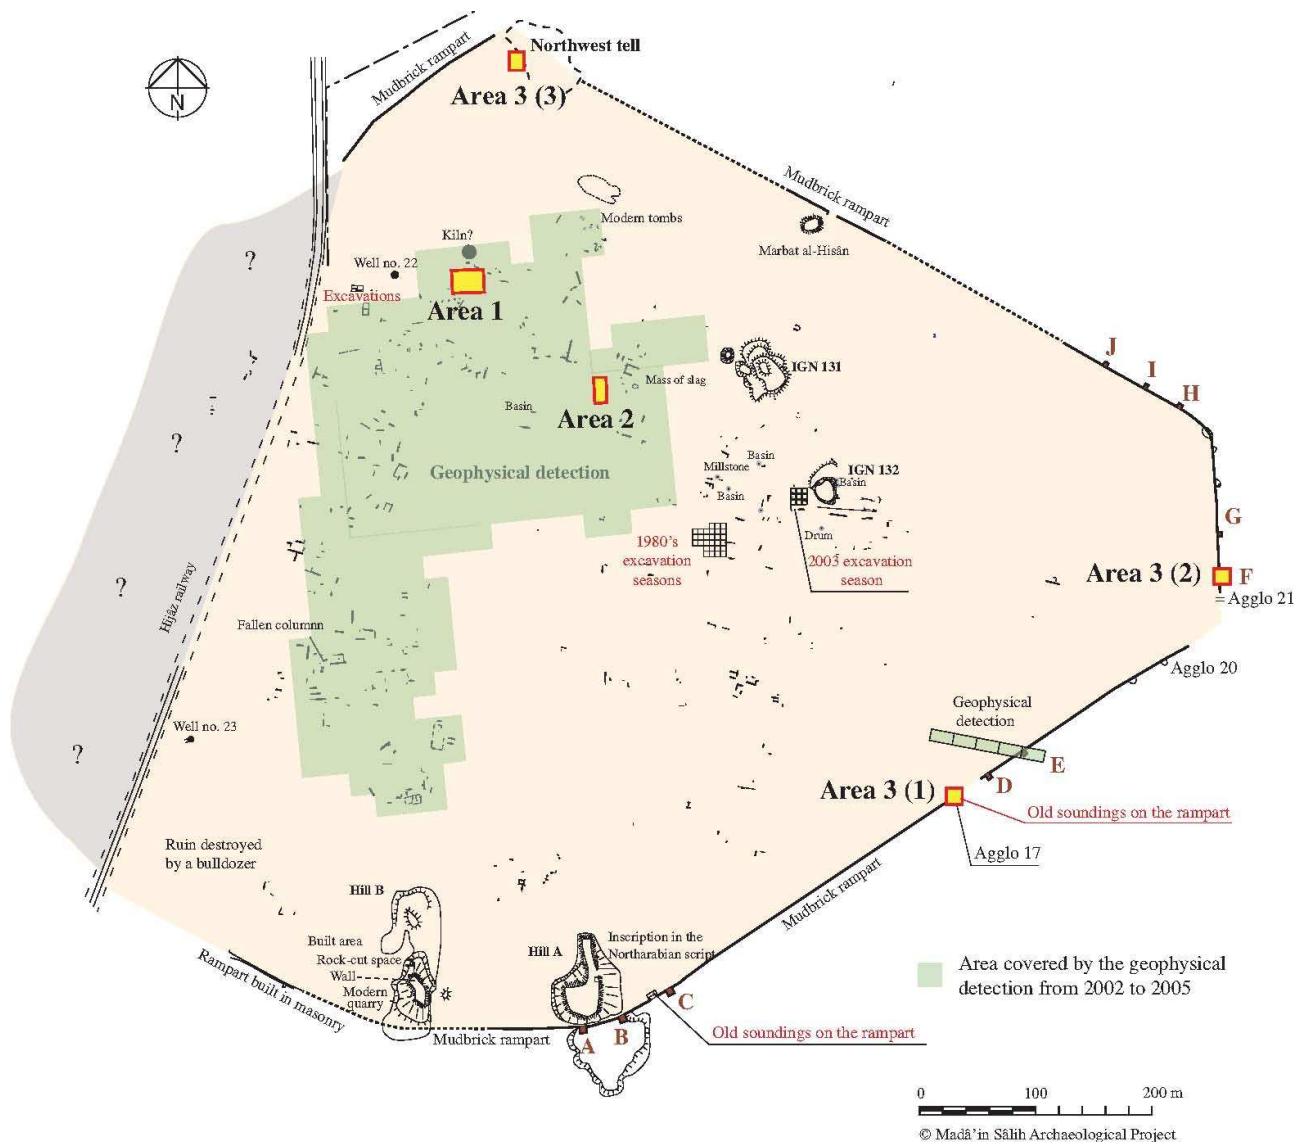 Mudbrick rampart
Northwest tell
Area 3 (3)
N
Mudbrick rampart
Modern tombs
Marbat al-Hisân
Kiln?
Well no. 22
Excavations
Area 1
?
J
I
H
IGN 131
Mass of slag
Basin
Area 2
?
Geophysical detection
Millstone
Basin
Basin
IGN 132
Basin
Drum
G
1980's
excavation
seasons
2003 excavation
season
Area 3 (2)
F
= Agglo 21
?
Hijâz railway
Fallen columnn
Agglo 20
Geophysical
detection
E
Well no. 23
?
D
Area 3 (1)
Old soundings on the rampart
Agglo 17
Ruin destroyed
by a bulldozer
Mudbrick rampart
Hill B
Built area
Rock-cut space
Wall
Modern
quarry
Rampart built in masonry
Hill A
Inscription in the
Northarabian script
Mudbrick rampart
A
B
C
Old soundings on the rampart
Area covered by the geophysical
detection from 2002 to 2005
0 100 200 m
© Madâ'in Sâlih Archaeological Project